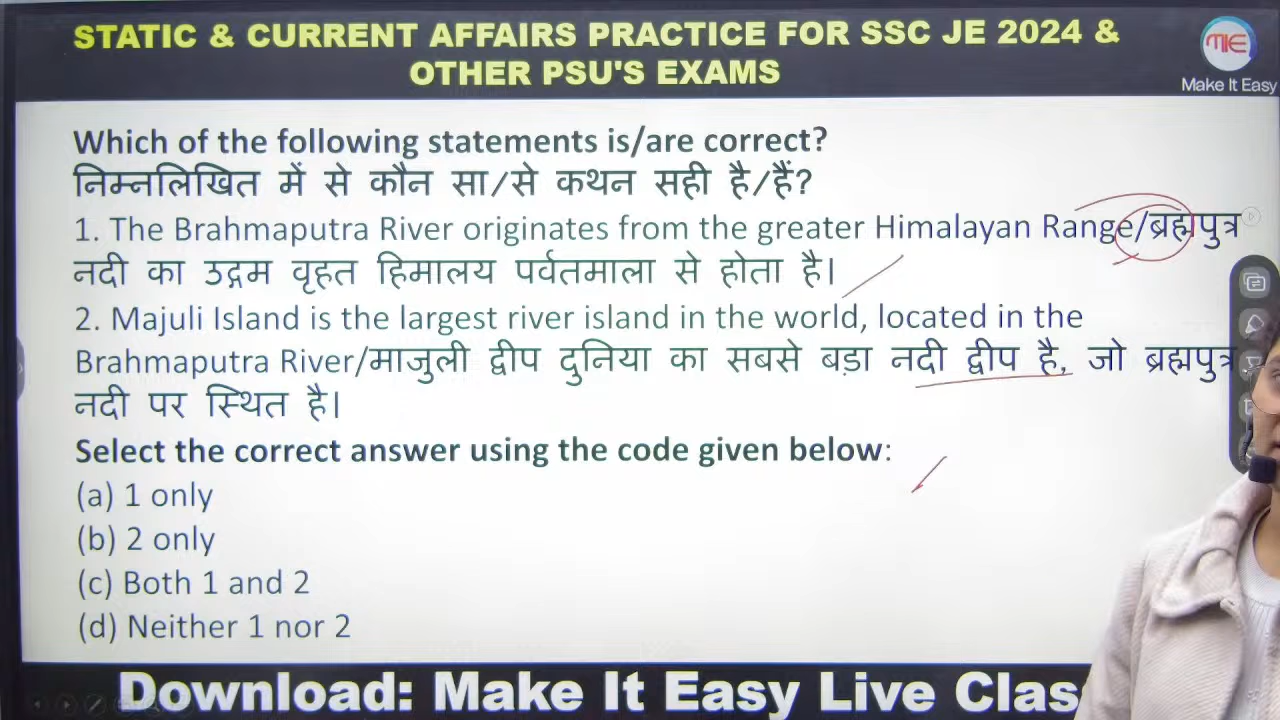 STATIC & CURRENT AFFAIRS PRACTICE FOR SSC JE 2024 &
OTHER PSU'S EXAMS
MIE
Make It Easy
Which of the following statements is/are correct?
निम्नलिखित में से कौन सा/से कथन सही है/हैं?
1. The Brahmaputra River originates from the greater Himalayan Range/ब्रह्मपुत्र
नदी का उद्गम वृहत हिमालय पर्वतमाला से होता है।
2. Majuli Island is the largest river island in the world, located in the
Brahmaputra River/माजुली द्वीप दुनिया का सबसे बड़ा नदी द्वीप है, जो ब्रह्मपुत्र
नदी पर स्थित है।
Select the correct answer using the code given below:
(a) 1 only
(b) 2 only
(c) Both 1 and 2
(d) Neither 1 nor 2
Download: Make It Easy Live Clas